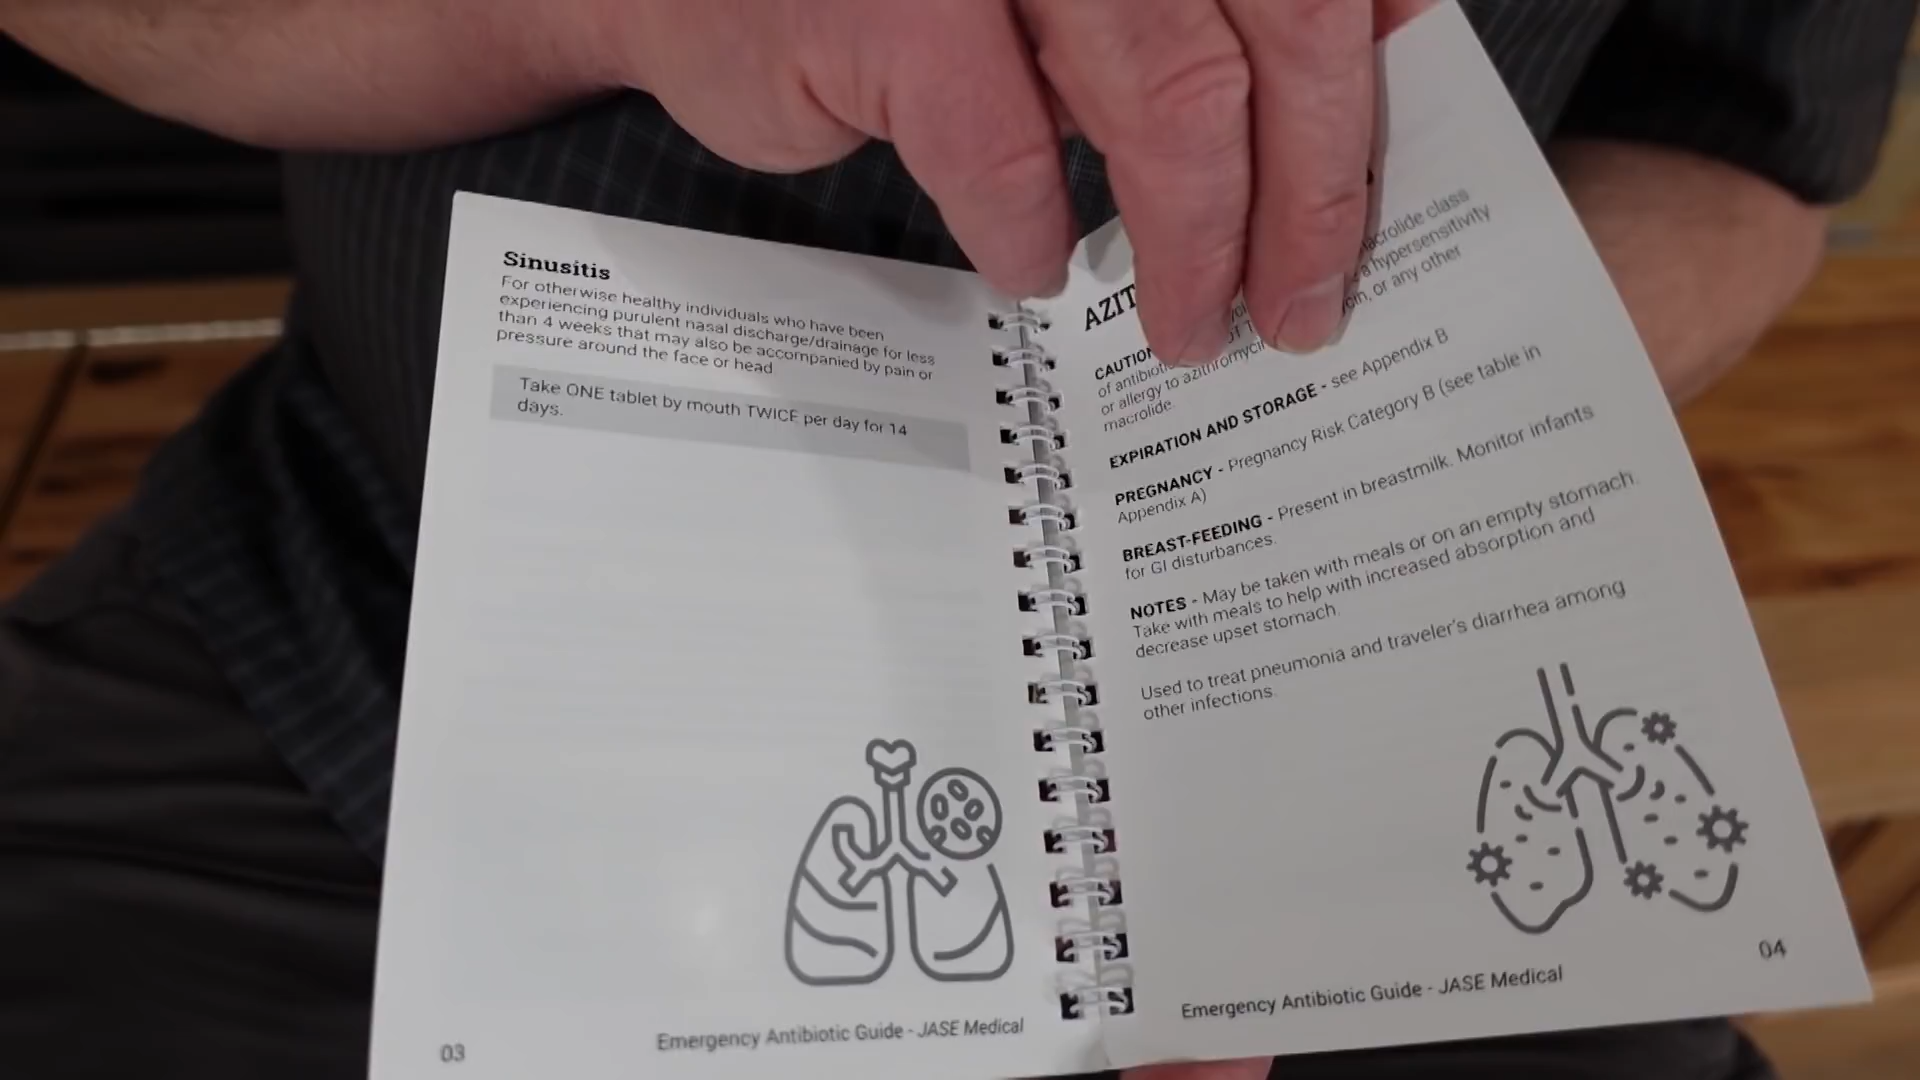 Sinusitis
For otherwise healthy individuals who have been
experiencing purulent nasal discharge/drainage for less
than 4 weeks that may also be accompanied by pain or
pressure around the face or head
Take ONE tablet by mouth TWICE per day for 14
days.
03
Emergency Antibiotic Guide - JASE Medical
AZIT
CAUTION
class
of antibioti
a hypersensitivity
or allergy to azithromycin
or any other
macrolide.
EXPIRATION AND STORAGE - see Appendix B
PREGNANCY - Pregnancy Risk Category B (see table in
Appendix A)
BREAST-FEEDING - Present in breastmilk. Monitor infants
for GI disturbances.
NOTES - May be taken with meals or on an empty stomach.
Take with meals to help with increased absorption and
decrease upset stomach.
Used to treat pneumonia and traveler's diarrhea among
other infections.
Emergency Antibiotic Guide - JASE Medical
04